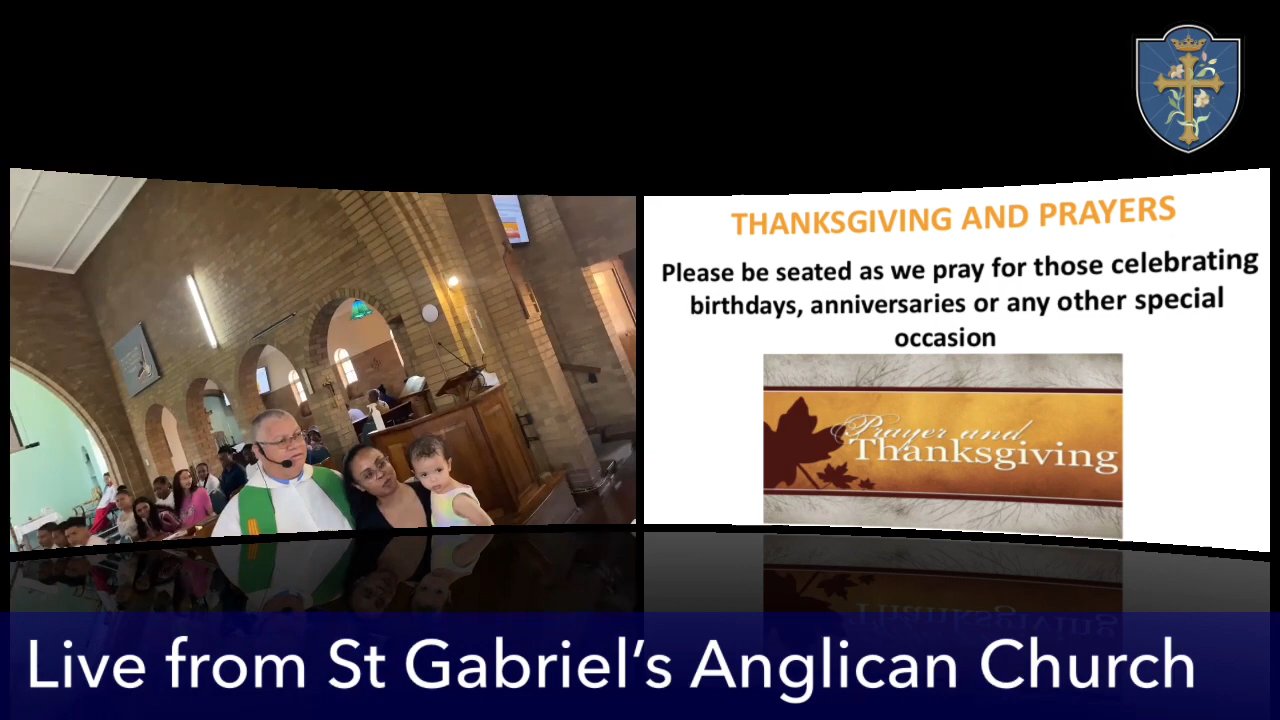 THANKSGIVING AND PRAYERS
Please be seated as we pray for those celebrating
birthdays, anniversaries or any other special
occasion
Prayer and
Thanksgiving
Live from St Gabriel’s Anglican Church